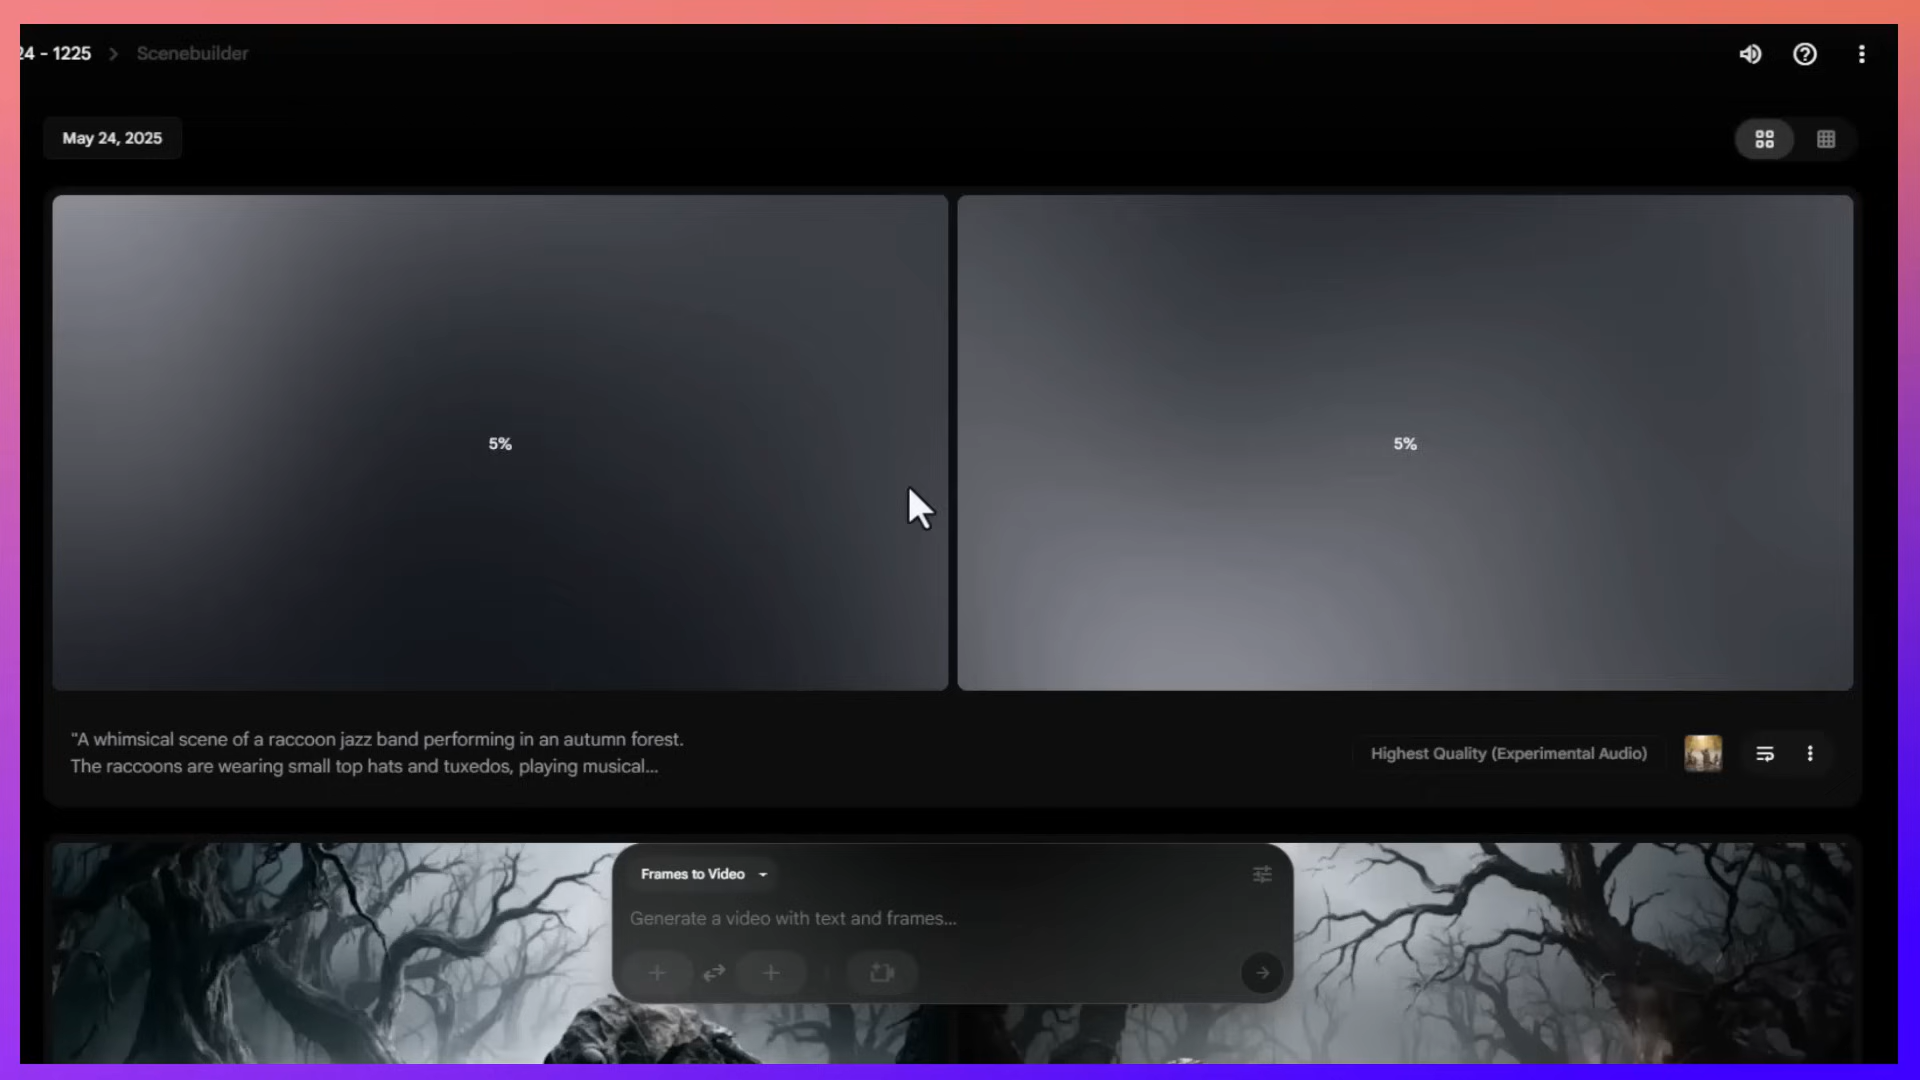 24 - 1225 > Scenebuilder
May 24, 2025
5%
5%
"A whimsical scene of a raccoon jazz band performing in an autumn forest.
The raccoons are wearing small top hats and tuxedos, playing musical...
Highest Quality (Experimental Audio)
Frames to Video
Generate a video with text and frames...